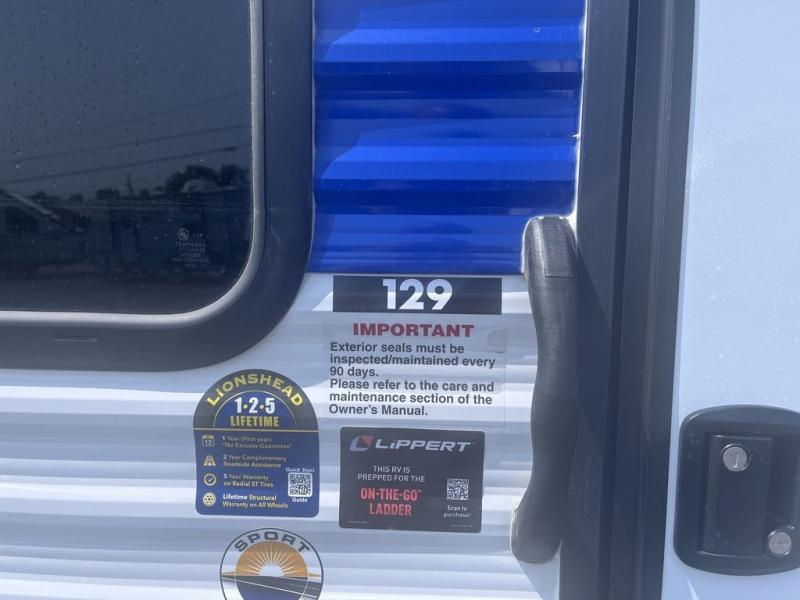 129
IMPORTANT
Exterior seals must be
inspected/maintained every
90 days.
Please refer to the care and
maintenance section of the
Owner's Manual.
LIONSHEAD
1·2·5
LIFETIME
1 Year (First year)
"No Excuses Guarantee"
2 Year Complimentary
Roadside Assistance
5 Year Warranty
on Radial ST Tires
Lifetime Structural
Warranty on All Wheels
Quick Start
Guide
LIPPERT™
THIS RV IS
PREPPED FOR THE
ON-THE-GO™
LADDER
Scan to
purchase!
SPORT